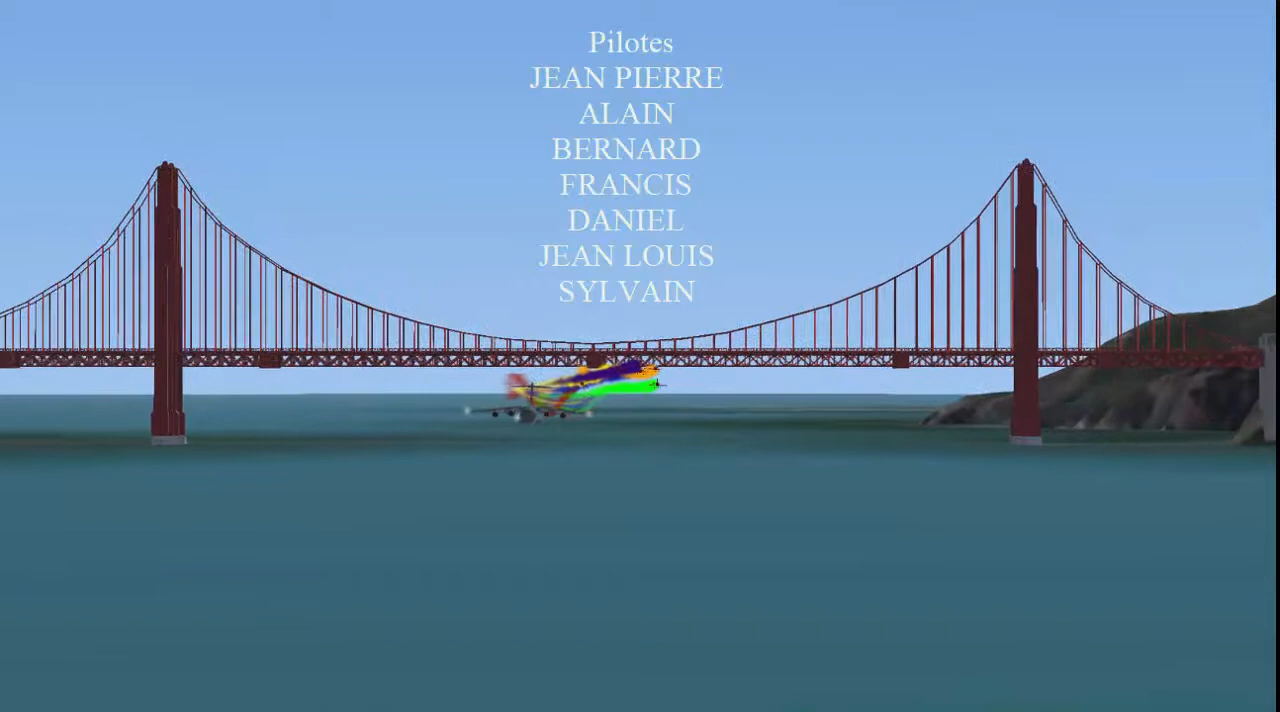 Pilotes
JEAN PIERRE
ALAIN
BERNARD
FRANCIS
DANIEL
JEAN LOUIS
SYLVAIN